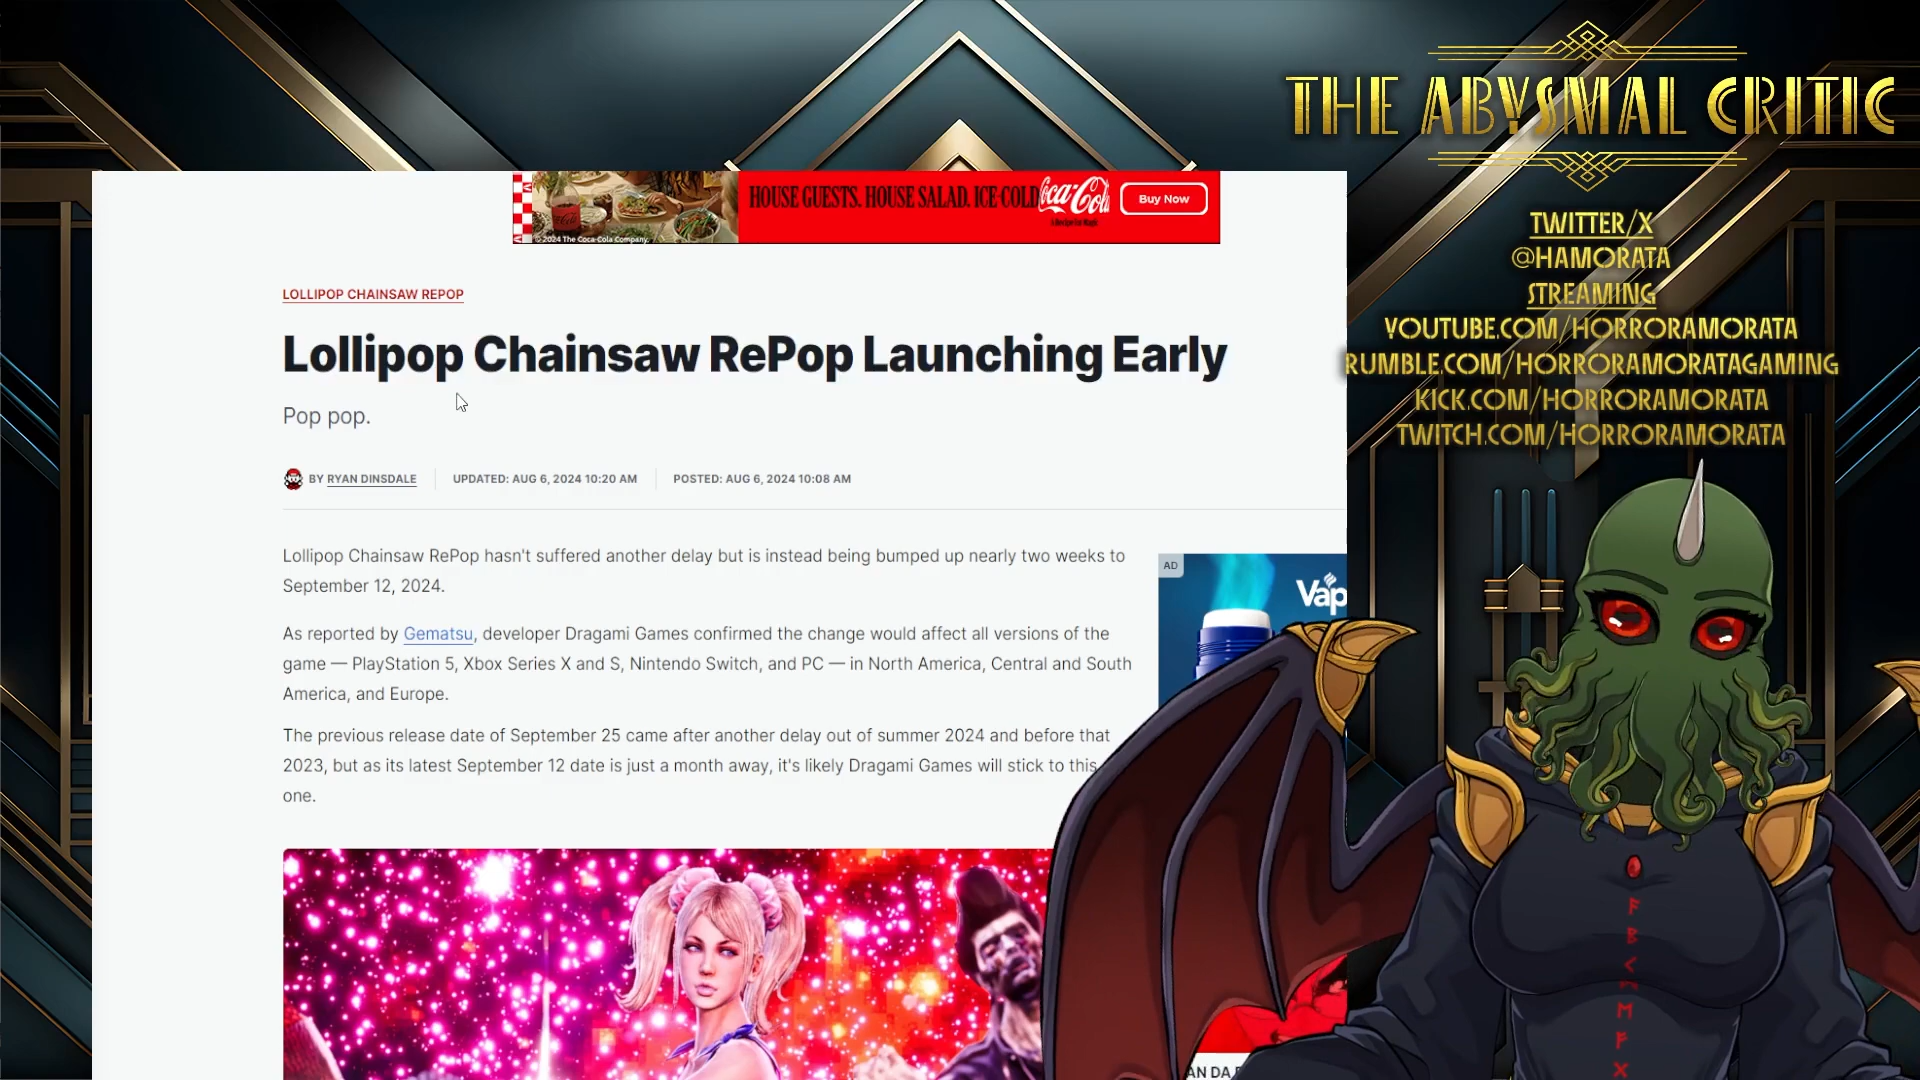 THE ABYSMAL CRITIC
HOUSE GUESTS. HOUSE SALAD. ICE-COLD
Coca-Cola
Buy Now
© 2024 The Coca-Cola Company.
TWITTER/X
@HAMORATA
STREAMING
YOUTUBE.COM/HORRORAMORATA
RUMBLE.COM/HORRORAMORATAGAMING
KICK.COM/HORRORAMORATA
TWITCH.COM/HORRORAMORATA
LOLLIPOP CHAINSAW REPOP
Lollipop Chainsaw RePop Launching Early
Pop pop.
BY RYAN DINSDALE UPDATED: AUG 6, 2024 10:20 AM POSTED: AUG 6, 2024 10:08 AM
Lollipop Chainsaw RePop hasn't suffered another delay but is instead being bumped up nearly two weeks to
September 12, 2024.
AD
Vap
As reported by Gematsu, developer Dragami Games confirmed the change would affect all versions of the
game — PlayStation 5, Xbox Series X and S, Nintendo Switch, and PC — in North America, Central and South
America, and Europe.
The previous release date of September 25 came after another delay out of summer 2024 and before that
2023, but as its latest September 12 date is just a month away, it's likely Dragami Games will stick to this
one.